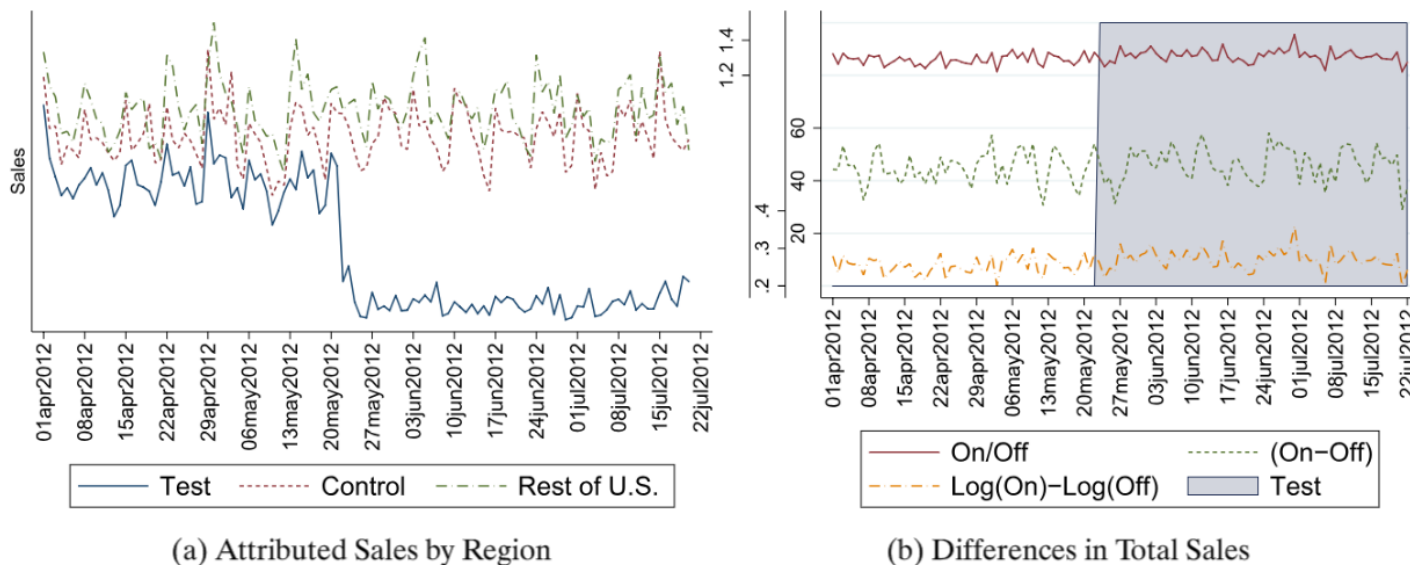 Sales
01apr2012
08apr2012
15apr2012
22apr2012
29apr2012
06may2012
13may2012
20may2012
27may2012
03jun2012
10jun2012
17jun2012
24jun2012
01jul2012
08jul2012
15jul2012
22jul2012
Test
Control
Rest of U.S.
(a) Attributed Sales by Region
1.4
1.2
.4
.3
.2
60
40
20
01apr2012
08apr2012
15apr2012
22apr2012
29apr2012
06may2012
13may2012
20may2012
27may2012
03jun2012
10jun2012
17jun2012
24jun2012
01jul2012
08jul2012
15jul2012
22jul2012
On/Off
(On−Off)
Log(On)−Log(Off)
Test
(b) Differences in Total Sales